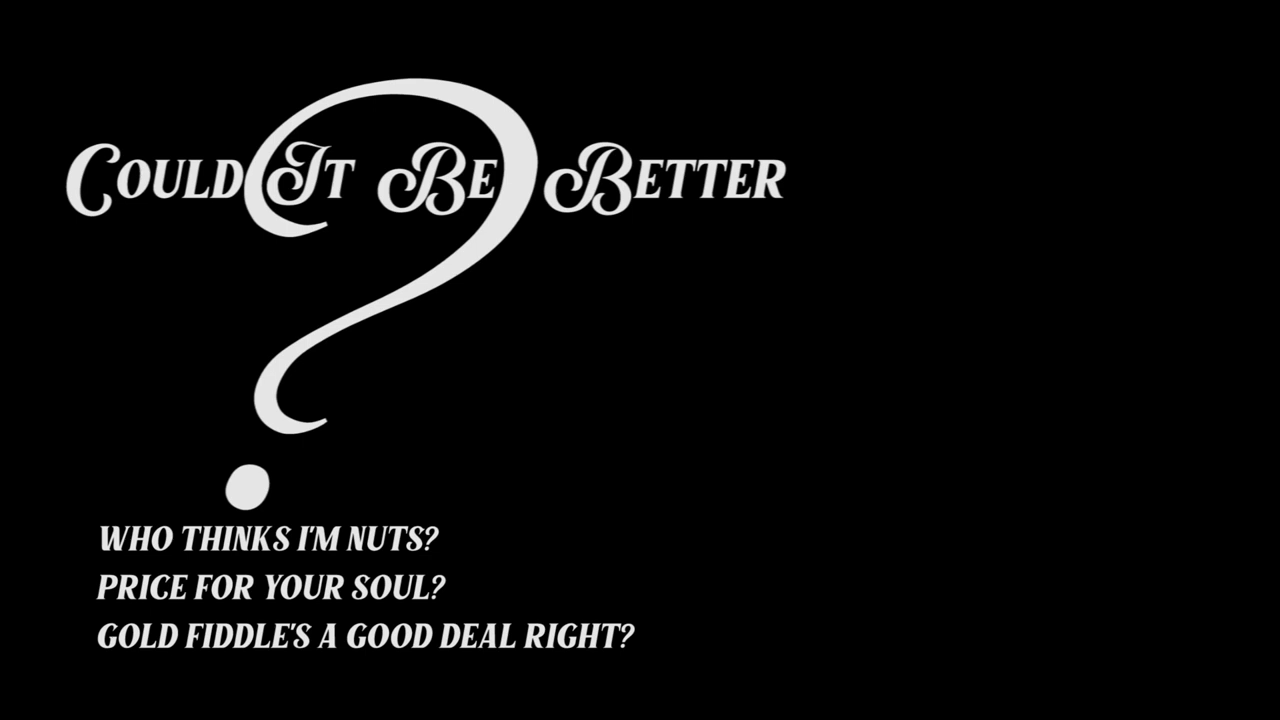 Could It Be Better
?
WHO THINKS I'M NUTS?
PRICE FOR YOUR SOUL?
GOLD FIDDLE'S A GOOD DEAL RIGHT?